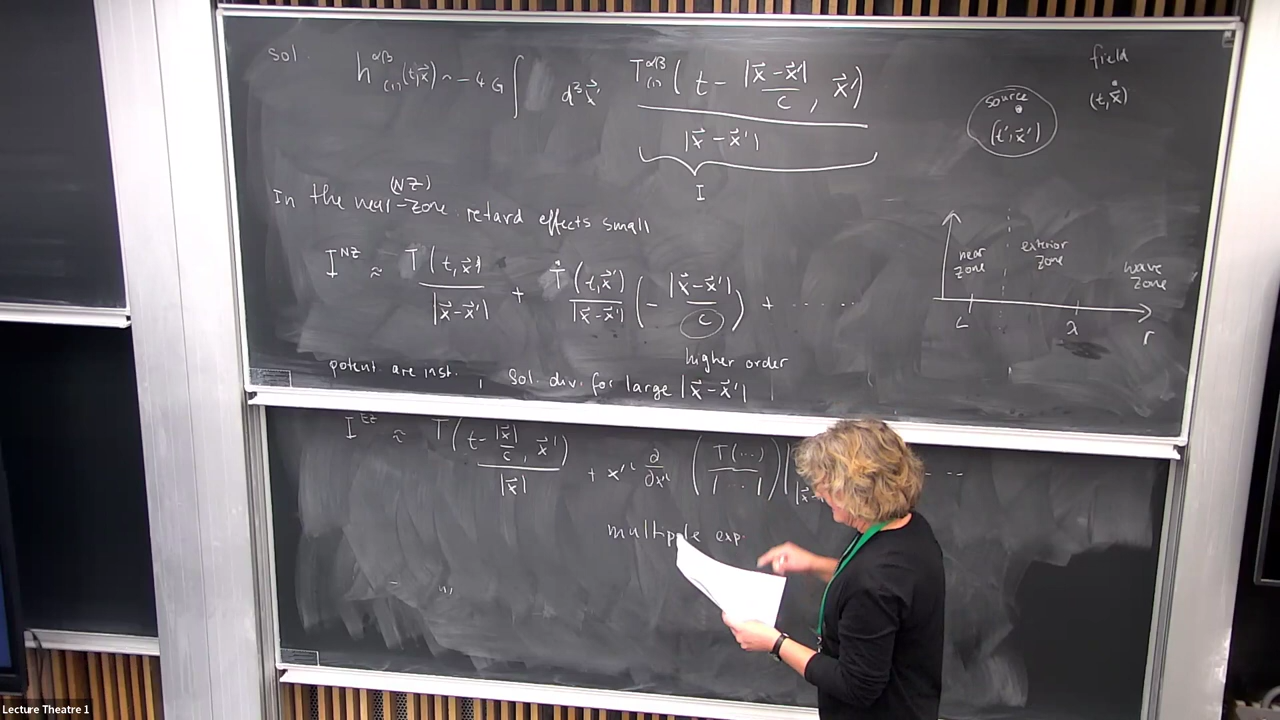 sol. h^{αβ}_{(1)}(t,x⃗) ~ -4G ∫ d³x⃗' T^{αβ}_{(1)}(t - |x⃗-x⃗'|/c, x⃗') / |x⃗-x⃗'|
I
field
(t,x⃗)
source
(t',x⃗')
(NZ)
In the near-zone retard effects small
I^{NZ} ≈ T(t,x⃗')/|x⃗-x⃗'| + Ṫ(t,x⃗')/|x⃗-x⃗'| (- |x⃗-x⃗'|/c) + ......
higher order
potent. are inst. , Sol. div. for large |x⃗-x⃗'|
near zone
exterior zone
wave zone
L λ r
I^{EZ} ≈ T(t - |x⃗|/c, x⃗')/|x⃗| + x'^i ∂/∂x'^i (T(...)/|...|)| ---
multipole exp.
Lecture Theatre 1